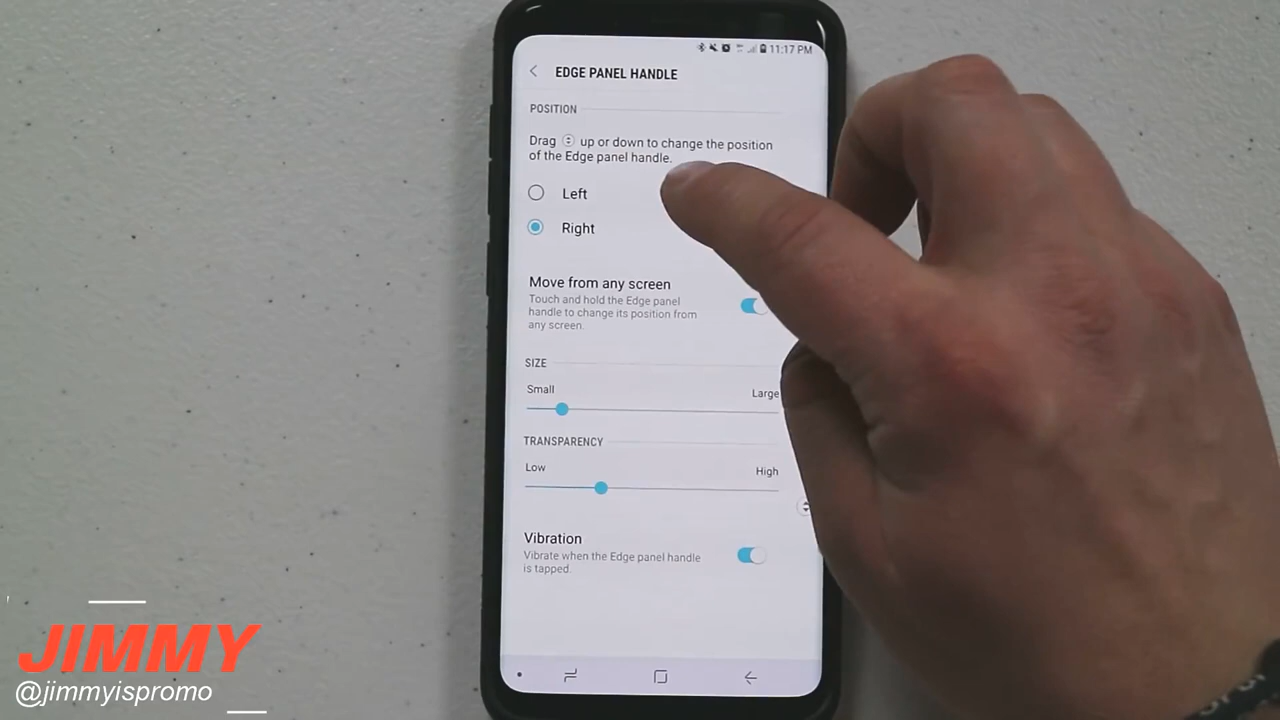 11:17 PM
EDGE PANEL HANDLE
POSITION
Drag up or down to change the position
of the Edge panel handle.
Left
Right
Move from any screen
Touch and hold the Edge panel
handle to change its position from
any screen.
SIZE
Small
Large
TRANSPARENCY
Low
High
Vibration
Vibrate when the Edge panel handle
is tapped.
JIMMY
@jimmyispromo